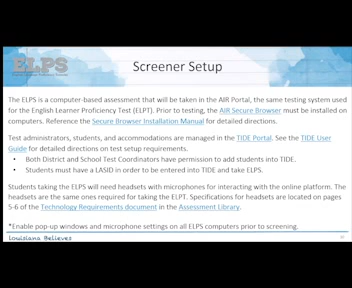 ELPS
Screener Setup
The ELPS is a computer-based assessment that will be taken in the AIR Portal, the same testing system used
for the English Learner Proficiency Test (ELPT). Prior to testing, the AIR Secure Browser must be installed on
computers. Reference the Secure Browser Installation Manual for detailed directions.
Test administrators, students, and accommodations are managed in the TIDE Portal. See the TIDE User
Guide for detailed directions on test setup requirements.
• Both District and School Test Coordinators have permission to add students into TIDE.
• Students must have a LASID in order to be entered into TIDE and take ELPS.
Students taking the ELPS will need headsets with microphones for interacting with the online platform. The
headsets are the same ones required for taking the ELPT. Specifications for headsets are located on pages
5-6 of the Technology Requirements document in the Assessment Library.
*Enable pop-up windows and microphone settings on all ELPS computers prior to screening.
Louisiana Believes